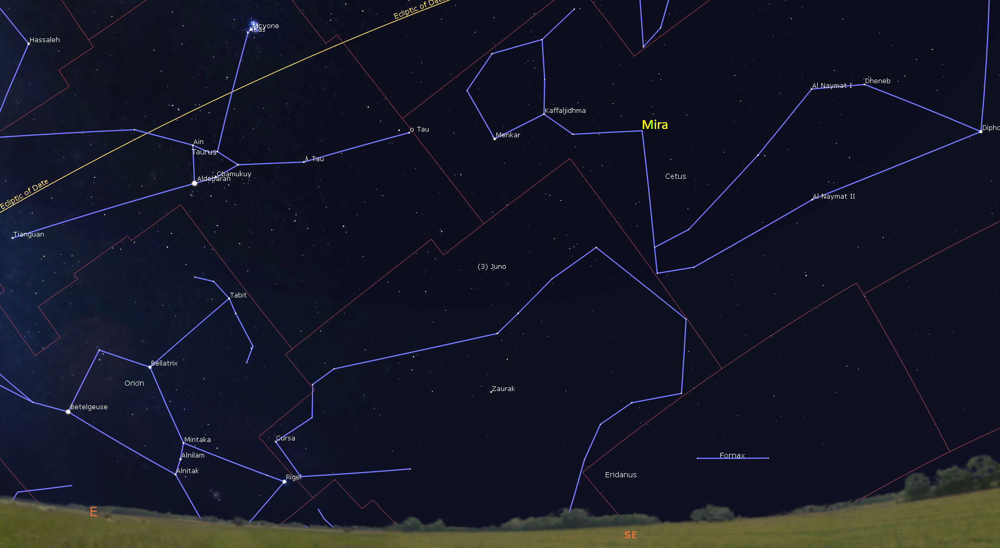 Ecliptic of Date
Alcyone
Atlas
Hassaleh
Al Naymat I
Dheneb
Kaffaljidhma
Mira
o Tau
Menkar
Ain
Taurus
λ Tau
Chamukuy
Aldebaran
Cetus
Ecliptic of Date
Al Naymat II
Tianguan
(3) Juno
Tabit
Bellatrix
Orion
Zaurak
Betelgeuse
Cursa
Mintaka
Alnilam
Fornax
Alnitak
Eridanus
Rigel
E
SE